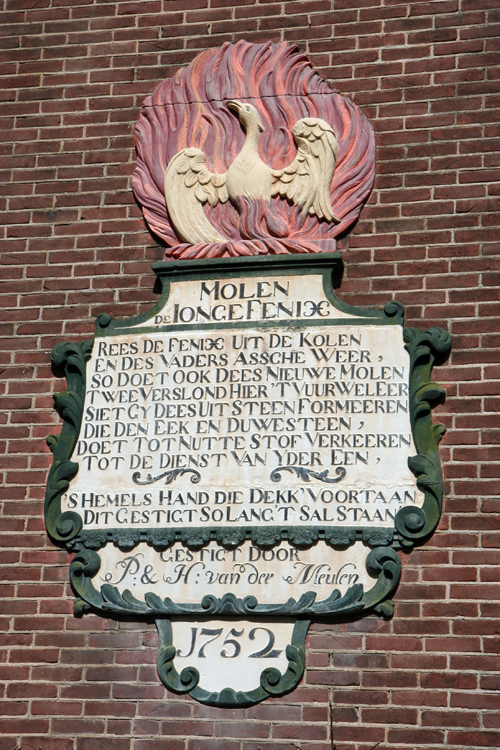 MOLEN
DE IONGE FENIX
REES DE FENIX UIT DE KOLEN
EN DES VADERS ASSCHE WEER,
SO DOET OOK DEES NIEUWE MOLEN
TWEE VERSLOND HIER 'T VUUR WEL EER
SIET GY DEES UIT STEEN FORMEEREN
DIE DEN EEK EN DUWESTEEN,
DOET TOT NUTTE STOF VERKEEREN
TOT DE DIENST VAN YDER EEN,
'S HEMELS HAND DIE DEKK' VOORTAAN
DIT GESTIGT SO LANG 'T SAL STAAN
GESTIGT DOOR
P: & H: van der Meulen
1752